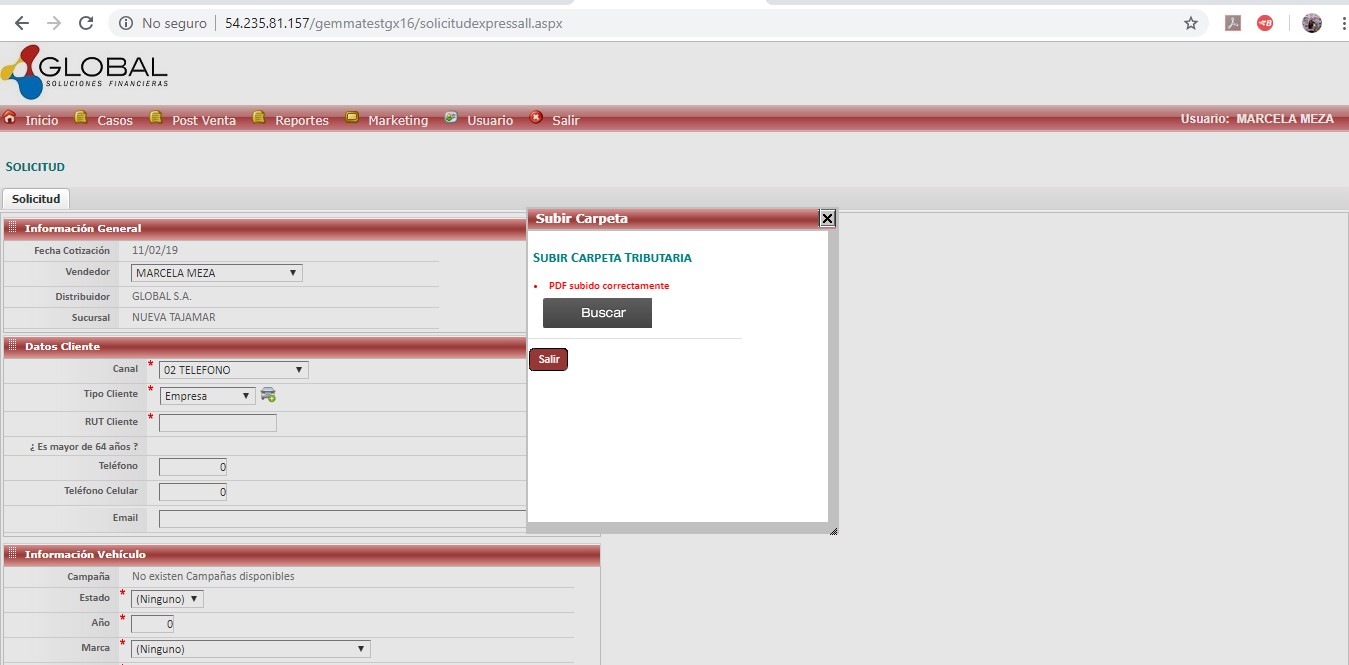 No seguro | 54.235.81.157/gemmatestgx16/solicitudexpressall.aspx
GLOBAL
SOLUCIONES FINANCIERAS
Inicio Casos Post Venta Reportes Marketing Usuario Salir Usuario: MARCELA MEZA
SOLICITUD
Solicitud
Información General
Fecha Cotización 11/02/19
Vendedor MARCELA MEZA
Distribuidor GLOBAL S.A.
Sucursal NUEVA TAJAMAR
Datos Cliente
Canal * 02 TELEFONO
Tipo Cliente * Empresa
RUT Cliente *
¿ Es mayor de 64 años ?
Teléfono 0
Teléfono Celular 0
Email
Información Vehículo
Campaña No existen Campañas disponibles
Estado * (Ninguno)
Año * 0
Marca * (Ninguno)
Subir Carpeta
SUBIR CARPETA TRIBUTARIA
• PDF subido correctamente
Buscar
Salir